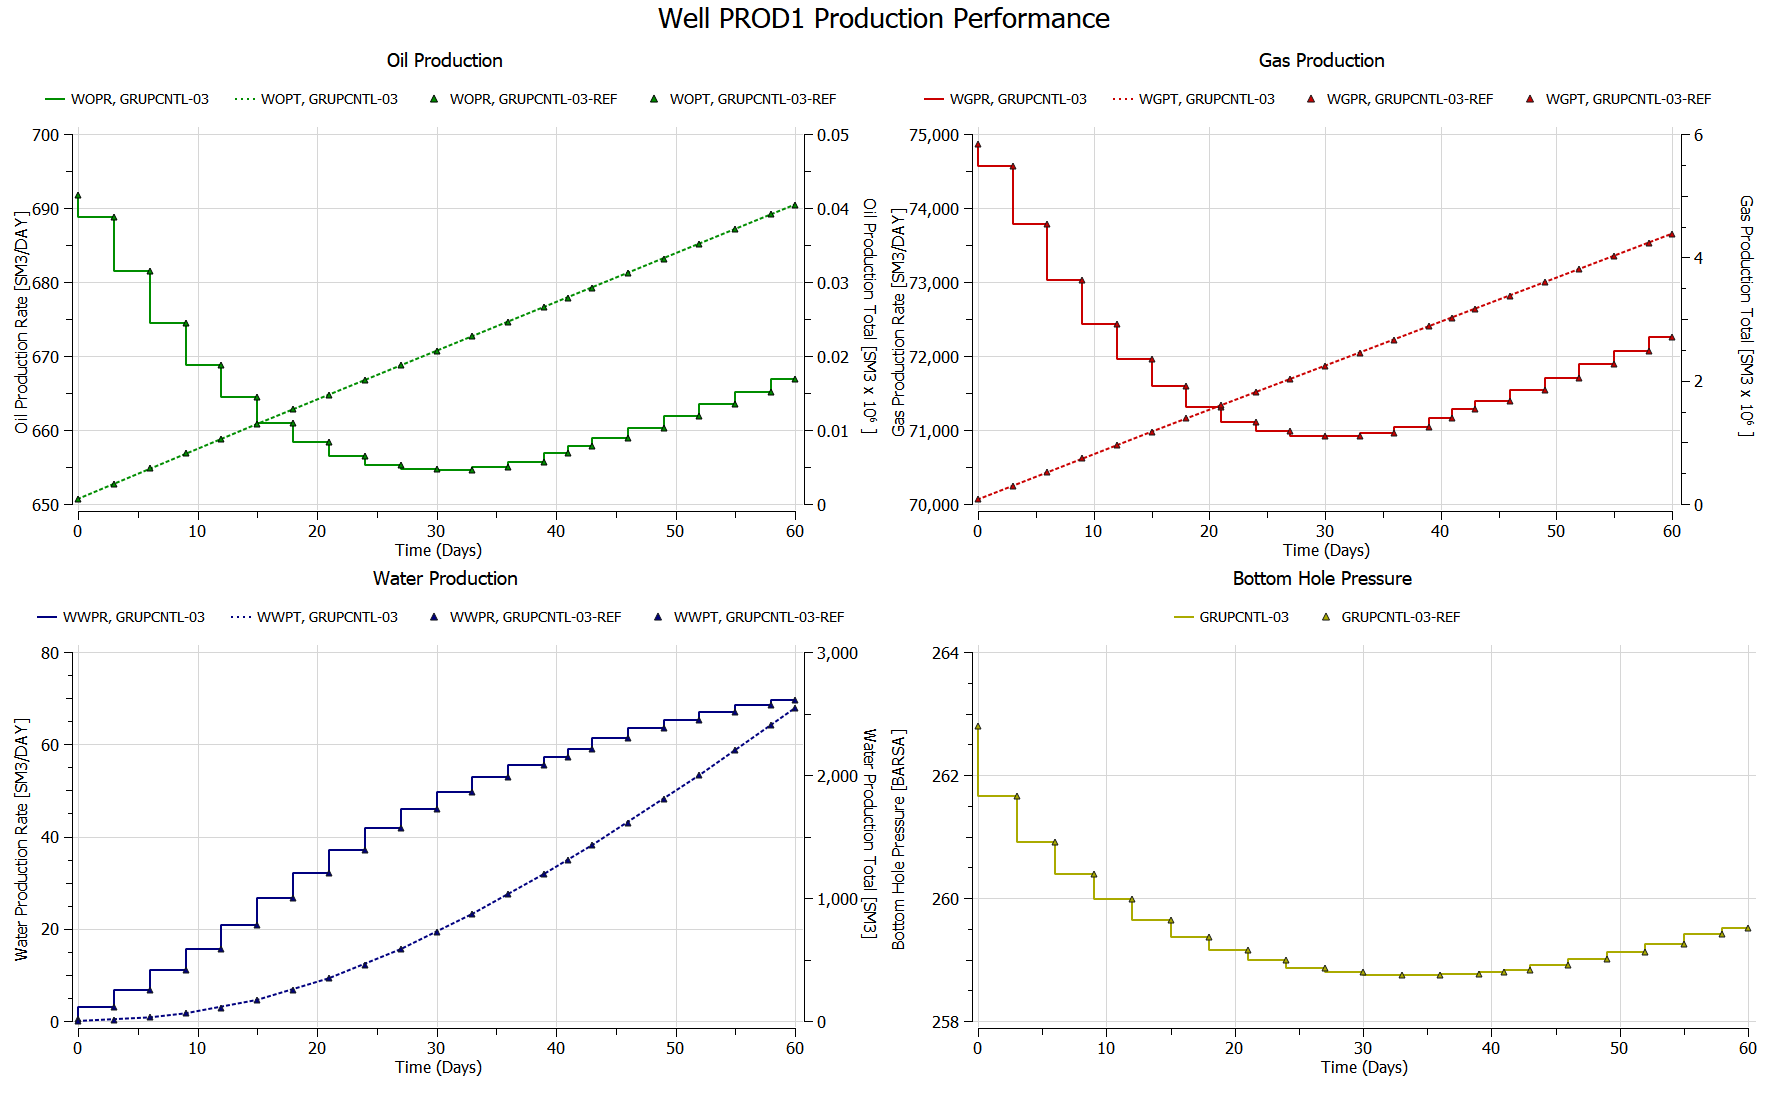 Well PROD1 Production Performance
Oil Production
WOPR, GRUPCNTL-03 WOPT, GRUPCNTL-03 WOPR, GRUPCNTL-03-REF WOPT, GRUPCNTL-03-REF
700
690
680
670
660
650
Oil Production Rate [SM3/DAY]
0.05
0.04
0.03
0.02
0.01
0
Oil Production Total [SM3 x 10⁶ ]
0 10 20 30 40 50 60
Time (Days)
Gas Production
WGPR, GRUPCNTL-03 WGPT, GRUPCNTL-03 WGPR, GRUPCNTL-03-REF WGPT, GRUPCNTL-03-REF
75,000
74,000
73,000
72,000
71,000
70,000
Gas Production Rate [SM3/DAY]
6
4
2
0
Gas Production Total [SM3 x 10⁶ ]
0 10 20 30 40 50 60
Time (Days)
Water Production
WWPR, GRUPCNTL-03 WWPT, GRUPCNTL-03 WWPR, GRUPCNTL-03-REF WWPT, GRUPCNTL-03-REF
80
60
40
20
0
Water Production Rate [SM3/DAY]
3,000
2,000
1,000
0
Water Production Total [SM3]
0 10 20 30 40 50 60
Time (Days)
Bottom Hole Pressure
GRUPCNTL-03 GRUPCNTL-03-REF
264
262
260
258
Bottom Hole Pressure [BARSA]
0 10 20 30 40 50 60
Time (Days)